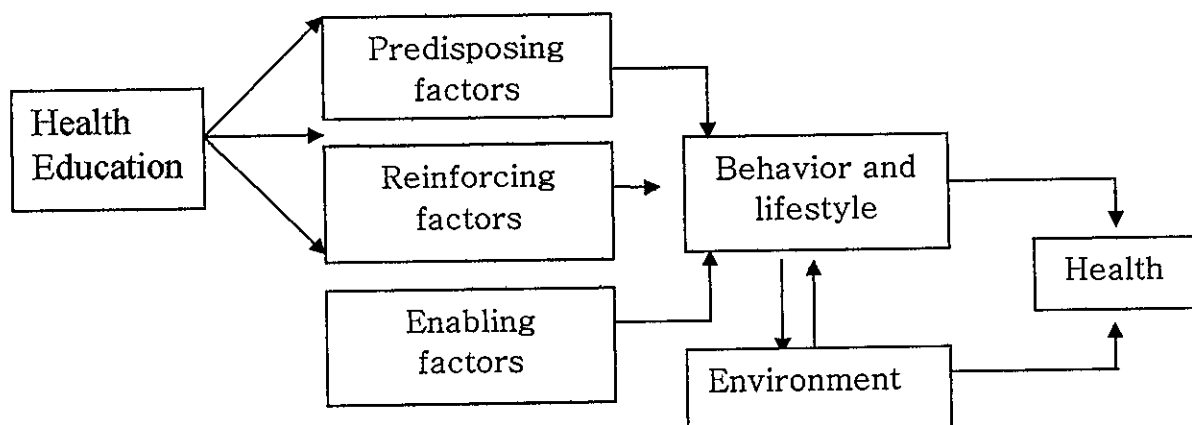 Health
Education
Predisposing
factors
Reinforcing
factors
Enabling
factors
Behavior and
lifestyle
Environment
Health